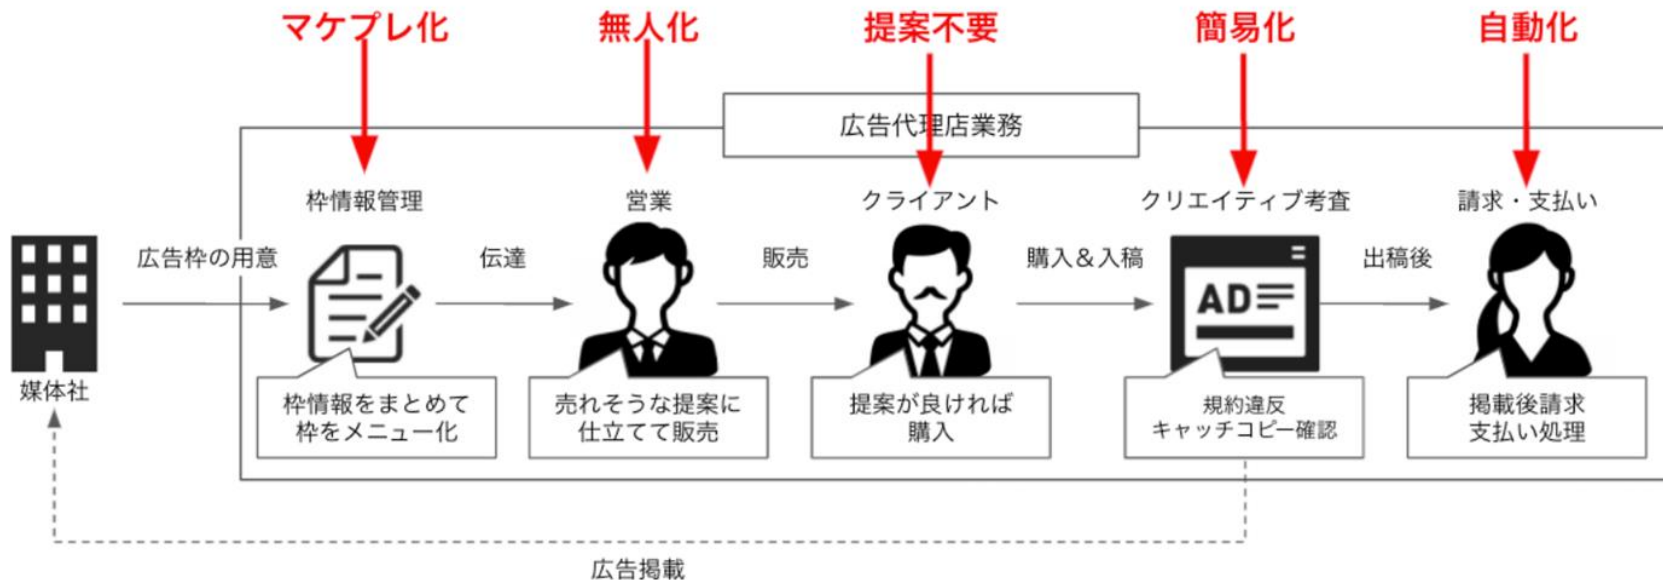 マケプレ化
無人化
提案不要
簡易化
自動化
広告代理店業務
枠情報管理
営業
クライアント
クリエイティブ考査
請求・支払い
広告枠の用意
伝達
販売
購入＆入稿
出稿後
AD
媒体社
枠情報をまとめて
枠をメニュー化
売れそうな提案に
仕立てて販売
提案が良ければ
購入
規約違反
キャッチコピー確認
掲載後請求
支払い処理
広告掲載